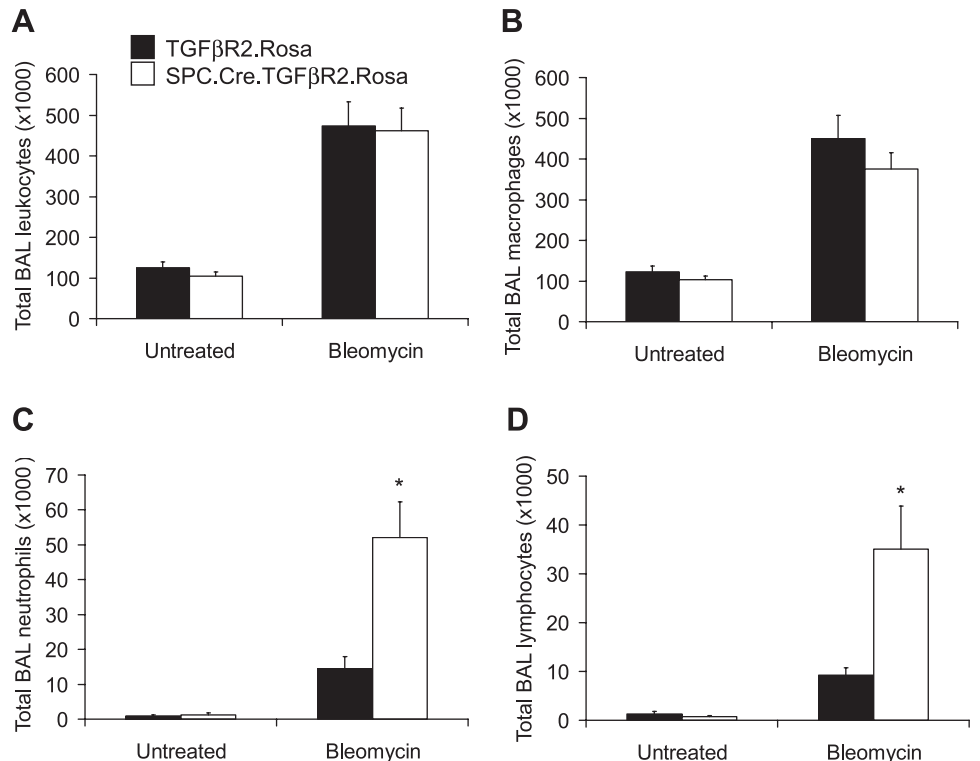 A
TGFβR2.Rosa
SPC.Cre.TGFβR2.Rosa
Total BAL leukocytes (x1000)
600
500
400
300
200
100
0
Untreated
Bleomycin
B
Total BAL macrophages (x1000)
600
500
400
300
200
100
0
Untreated
Bleomycin
C
Total BAL neutrophils (x1000)
70
60
50
40
30
20
10
0
*
Untreated
Bleomycin
D
Total BAL lymphocytes (x1000)
50
40
30
20
10
0
*
Untreated
Bleomycin